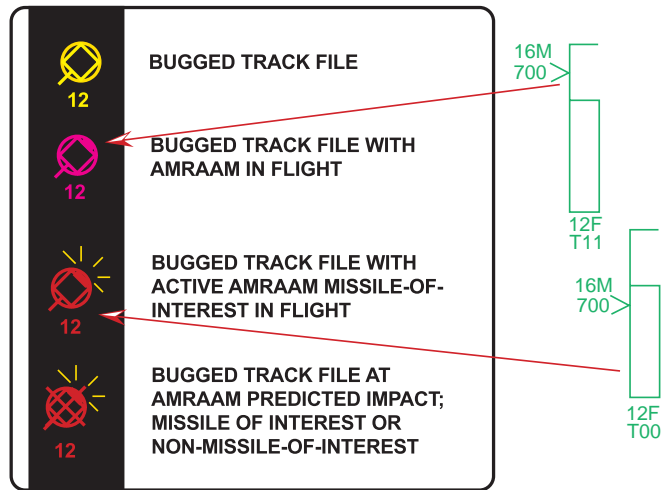 BUGGED TRACK FILE
12
BUGGED TRACK FILE WITH
AMRAAM IN FLIGHT
12
BUGGED TRACK FILE WITH
ACTIVE AMRAAM MISSILE-OF-
INTEREST IN FLIGHT
12
BUGGED TRACK FILE AT
AMRAAM PREDICTED IMPACT;
MISSILE OF INTEREST OR
NON-MISSILE-OF-INTEREST
12
16M
700
12F
T11
16M
700
12F
T00